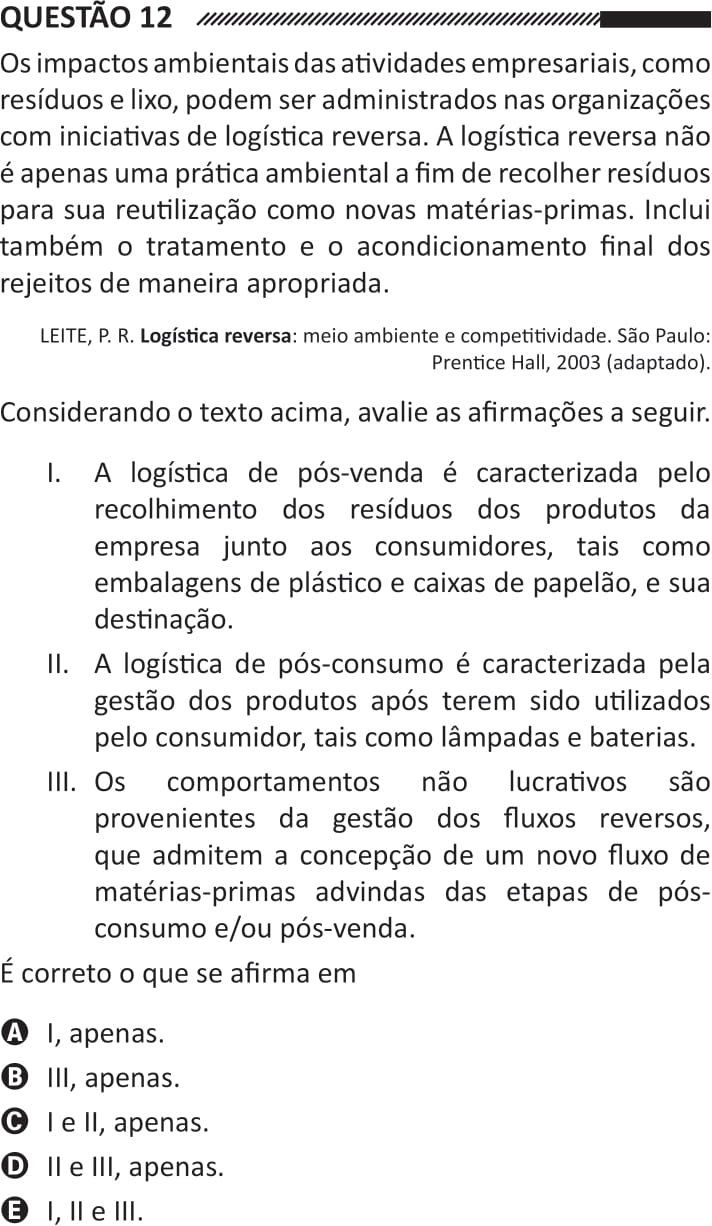 QUESTÃO 12
Os impactos ambientais das atividades empresariais, como
resíduos e lixo, podem ser administrados nas organizações
com iniciativas de logística reversa. A logística reversa não
é apenas uma prática ambiental a fim de recolher resíduos
para sua reutilização como novas matérias-primas. Inclui
também o tratamento e o acondicionamento final dos
rejeitos de maneira apropriada.
LEITE, P. R. Logística reversa: meio ambiente e competitividade. São Paulo:
Prentice Hall, 2003 (adaptado).
Considerando o texto acima, avalie as afirmações a seguir.
I. A logística de pós-venda é caracterizada pelo
recolhimento dos resíduos dos produtos da
empresa junto aos consumidores, tais como
embalagens de plástico e caixas de papelão, e sua
destinação.
II. A logística de pós-consumo é caracterizada pela
gestão dos produtos após terem sido utilizados
pelo consumidor, tais como lâmpadas e baterias.
III. Os comportamentos não lucrativos são
provenientes da gestão dos fluxos reversos,
que admitem a concepção de um novo fluxo de
matérias-primas advindas das etapas de pós-
consumo e/ou pós-venda.
É correto o que se afirma em
A I, apenas.
B III, apenas.
C I e II, apenas.
D II e III, apenas.
E I, II e III.